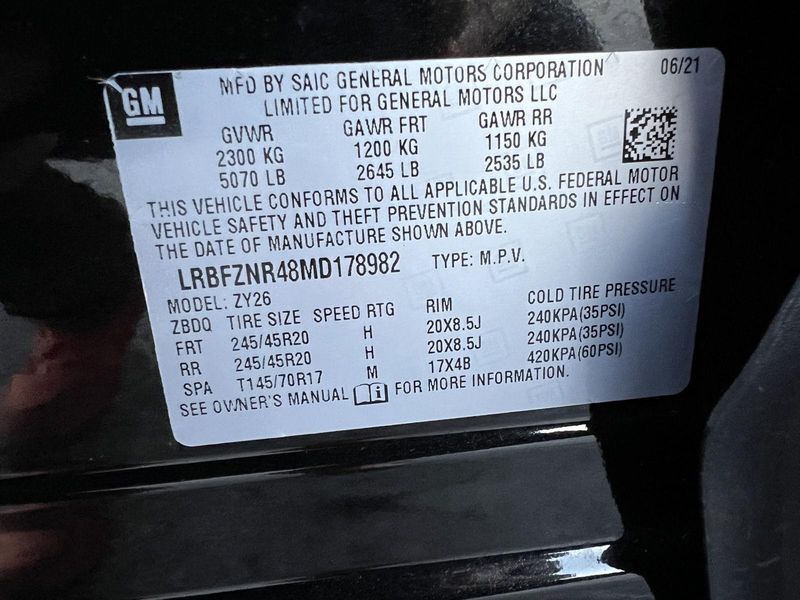 GM
MFD BY SAIC GENERAL MOTORS CORPORATION 06/21
LIMITED FOR GENERAL MOTORS LLC
GVWR GAWR FRT GAWR RR
2300 KG 1200 KG 1150 KG
5070 LB 2645 LB 2535 LB
THIS VEHICLE CONFORMS TO ALL APPLICABLE U.S. FEDERAL MOTOR
VEHICLE SAFETY AND THEFT PREVENTION STANDARDS IN EFFECT ON
THE DATE OF MANUFACTURE SHOWN ABOVE.
LRBFZNR48MD178982 TYPE: M.P.V.
MODEL: ZY26
ZBDQ TIRE SIZE SPEED RTG RIM COLD TIRE PRESSURE
FRT 245/45R20 H 20X8.5J 240KPA(35PSI)
RR 245/45R20 H 20X8.5J 240KPA(35PSI)
SPA T145/70R17 M 17X4B 420KPA(60PSI)
SEE OWNER'S MANUAL FOR MORE INFORMATION.